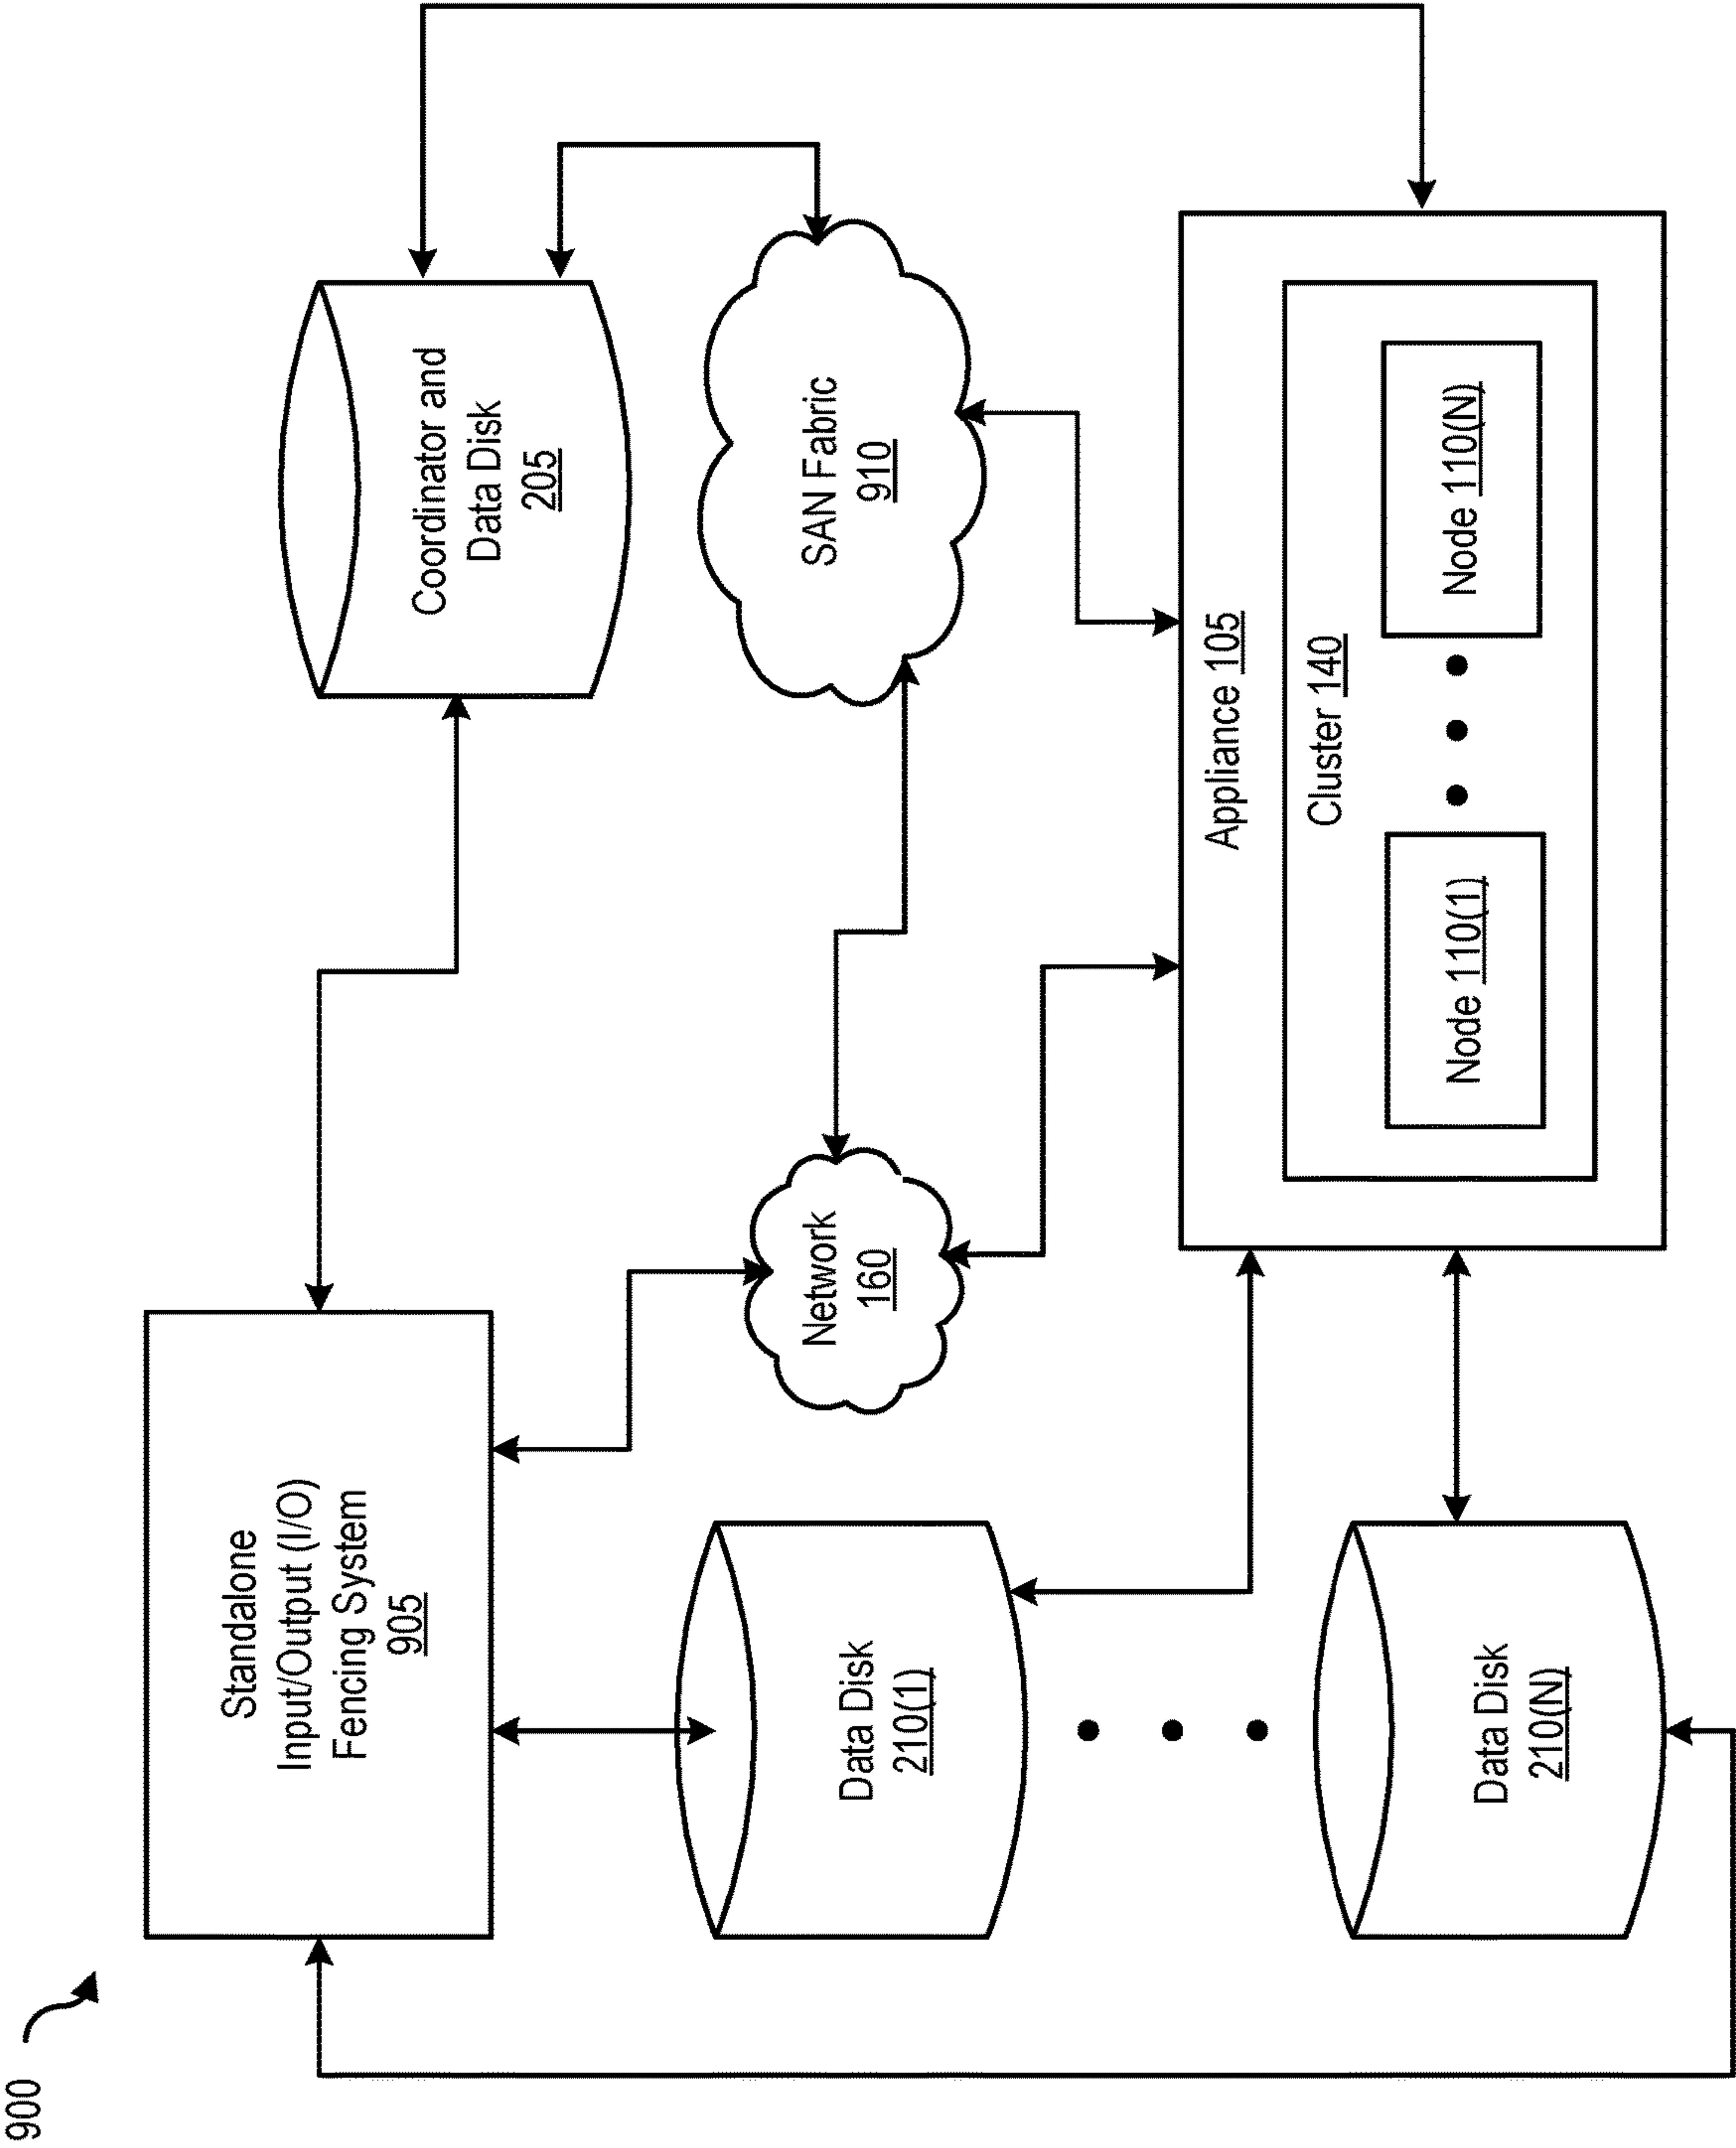 900
Standalone
Input/Output (I/O)
Fencing System
905
Coordinator and
Data Disk
205
Data Disk
210(1)
Network
160
SAN Fabric
910
Data Disk
210(N)
Appliance 105
Cluster 140
Node 110(1)
Node 110(N)